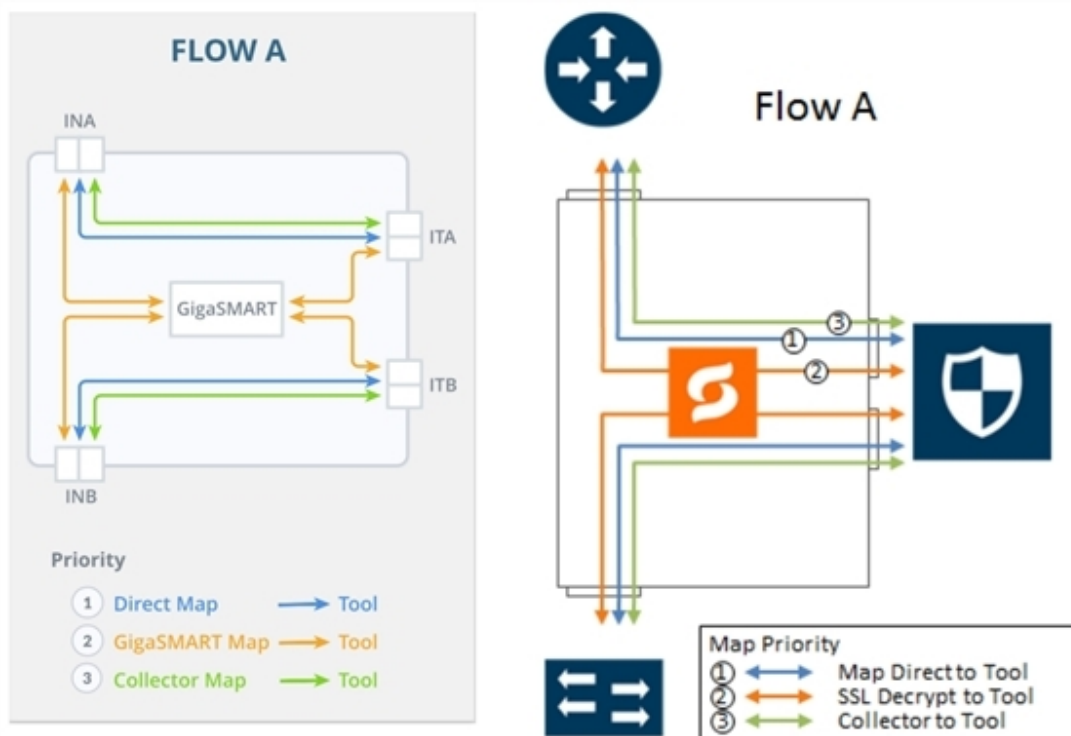 FLOW A
INA
ITA
GigaSMART
ITB
INB
Priority
1 Direct Map Tool
2 GigaSMART Map Tool
3 Collector Map Tool
Flow A
3
1
2
Map Priority
1 Map Direct to Tool
2 SSL Decrypt to Tool
3 Collector to Tool